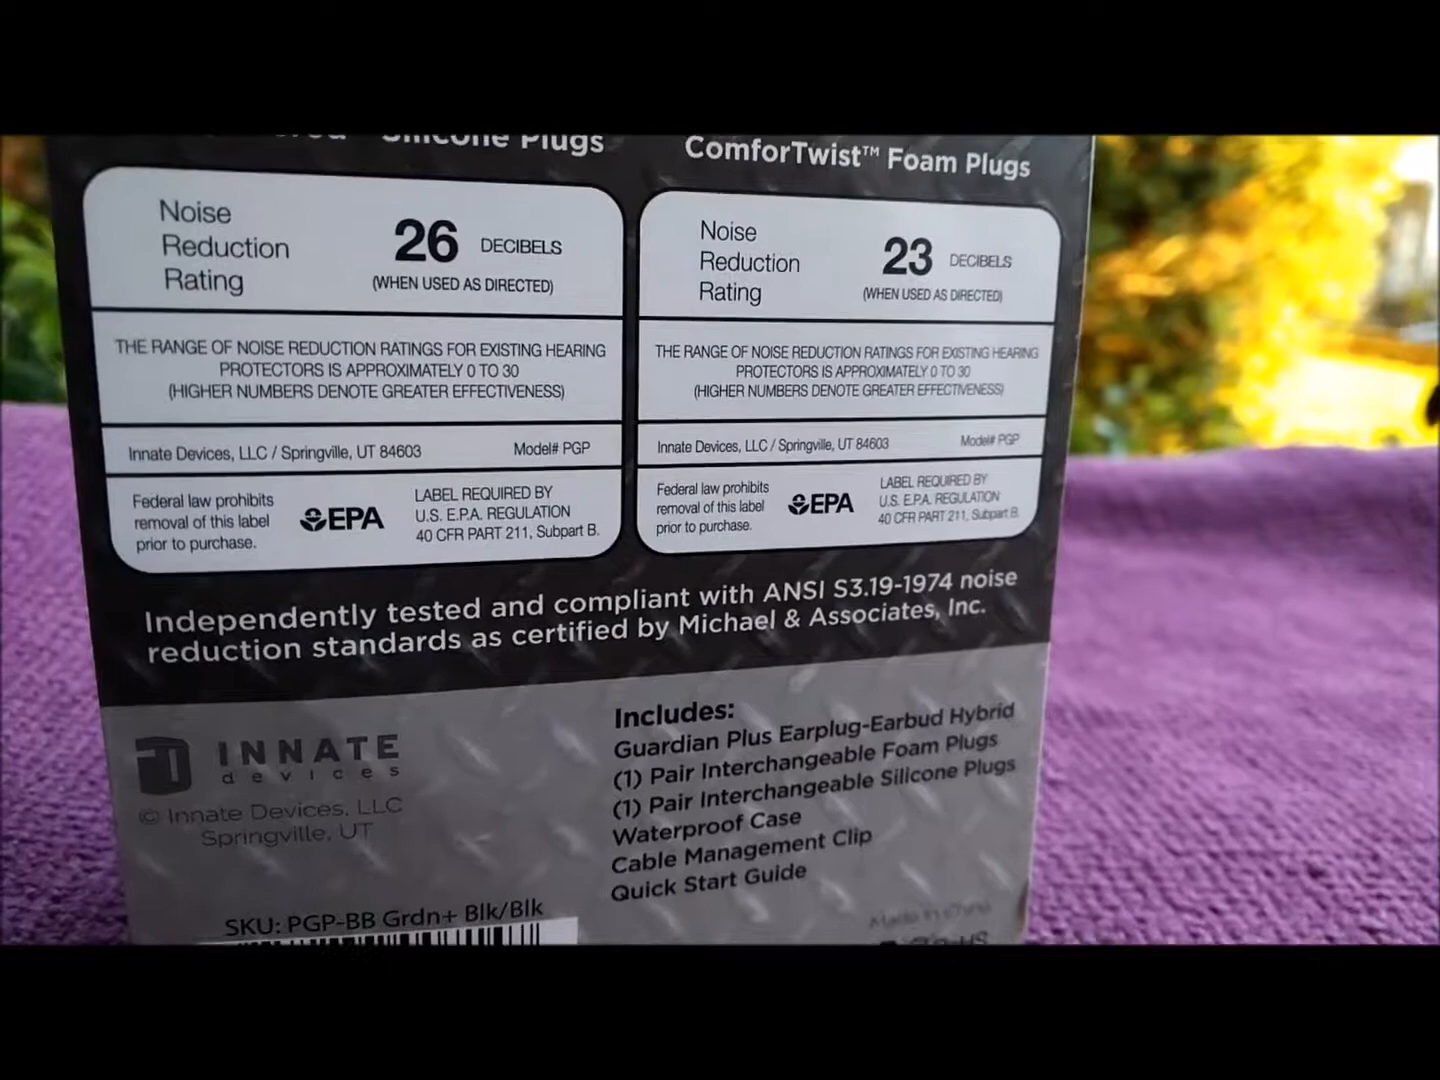 Silicone Plugs
Noise
Reduction
Rating
26 DECIBELS
(WHEN USED AS DIRECTED)
THE RANGE OF NOISE REDUCTION RATINGS FOR EXISTING HEARING
PROTECTORS IS APPROXIMATELY 0 TO 30
(HIGHER NUMBERS DENOTE GREATER EFFECTIVENESS)
Innate Devices, LLC / Springville, UT 84603 Model# PGP
Federal law prohibits
removal of this label
prior to purchase.
EPA
LABEL REQUIRED BY
U.S. E.P.A. REGULATION
40 CFR PART 211, Subpart B.
ComforTwist™ Foam Plugs
Noise
Reduction
Rating
23 DECIBELS
(WHEN USED AS DIRECTED)
THE RANGE OF NOISE REDUCTION RATINGS FOR EXISTING HEARING
PROTECTORS IS APPROXIMATELY 0 TO 30
(HIGHER NUMBERS DENOTE GREATER EFFECTIVENESS)
Innate Devices, LLC / Springville, UT 84603 Model# PGP
Federal law prohibits
removal of this label
prior to purchase.
EPA
LABEL REQUIRED BY
U.S. E.P.A. REGULATION
40 CFR PART 211, Subpart B.
Independently tested and compliant with ANSI S3.19-1974 noise
reduction standards as certified by Michael & Associates, Inc.
INNATE
devices
© Innate Devices, LLC
Springville, UT
SKU: PGP-BB Grdn+ Blk/Blk
Includes:
Guardian Plus Earplug-Earbud Hybrid
(1) Pair Interchangeable Foam Plugs
(1) Pair Interchangeable Silicone Plugs
Waterproof Case
Cable Management Clip
Quick Start Guide
Made in China